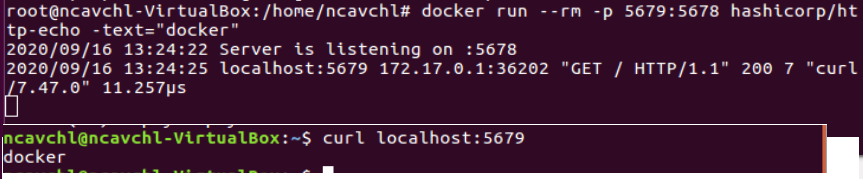 root@ncavchl-VirtualBox:/home/ncavchl# docker run --rm -p 5679:5678 hashicorp/ht
tp-echo -text="docker"
2020/09/16 13:24:22 Server is listening on :5678
2020/09/16 13:24:25 localhost:5679 172.17.0.1:36202 "GET / HTTP/1.1" 200 7 "curl
/7.47.0" 11.257µs
ncavchl@ncavchl-VirtualBox:~$ curl localhost:5679
docker